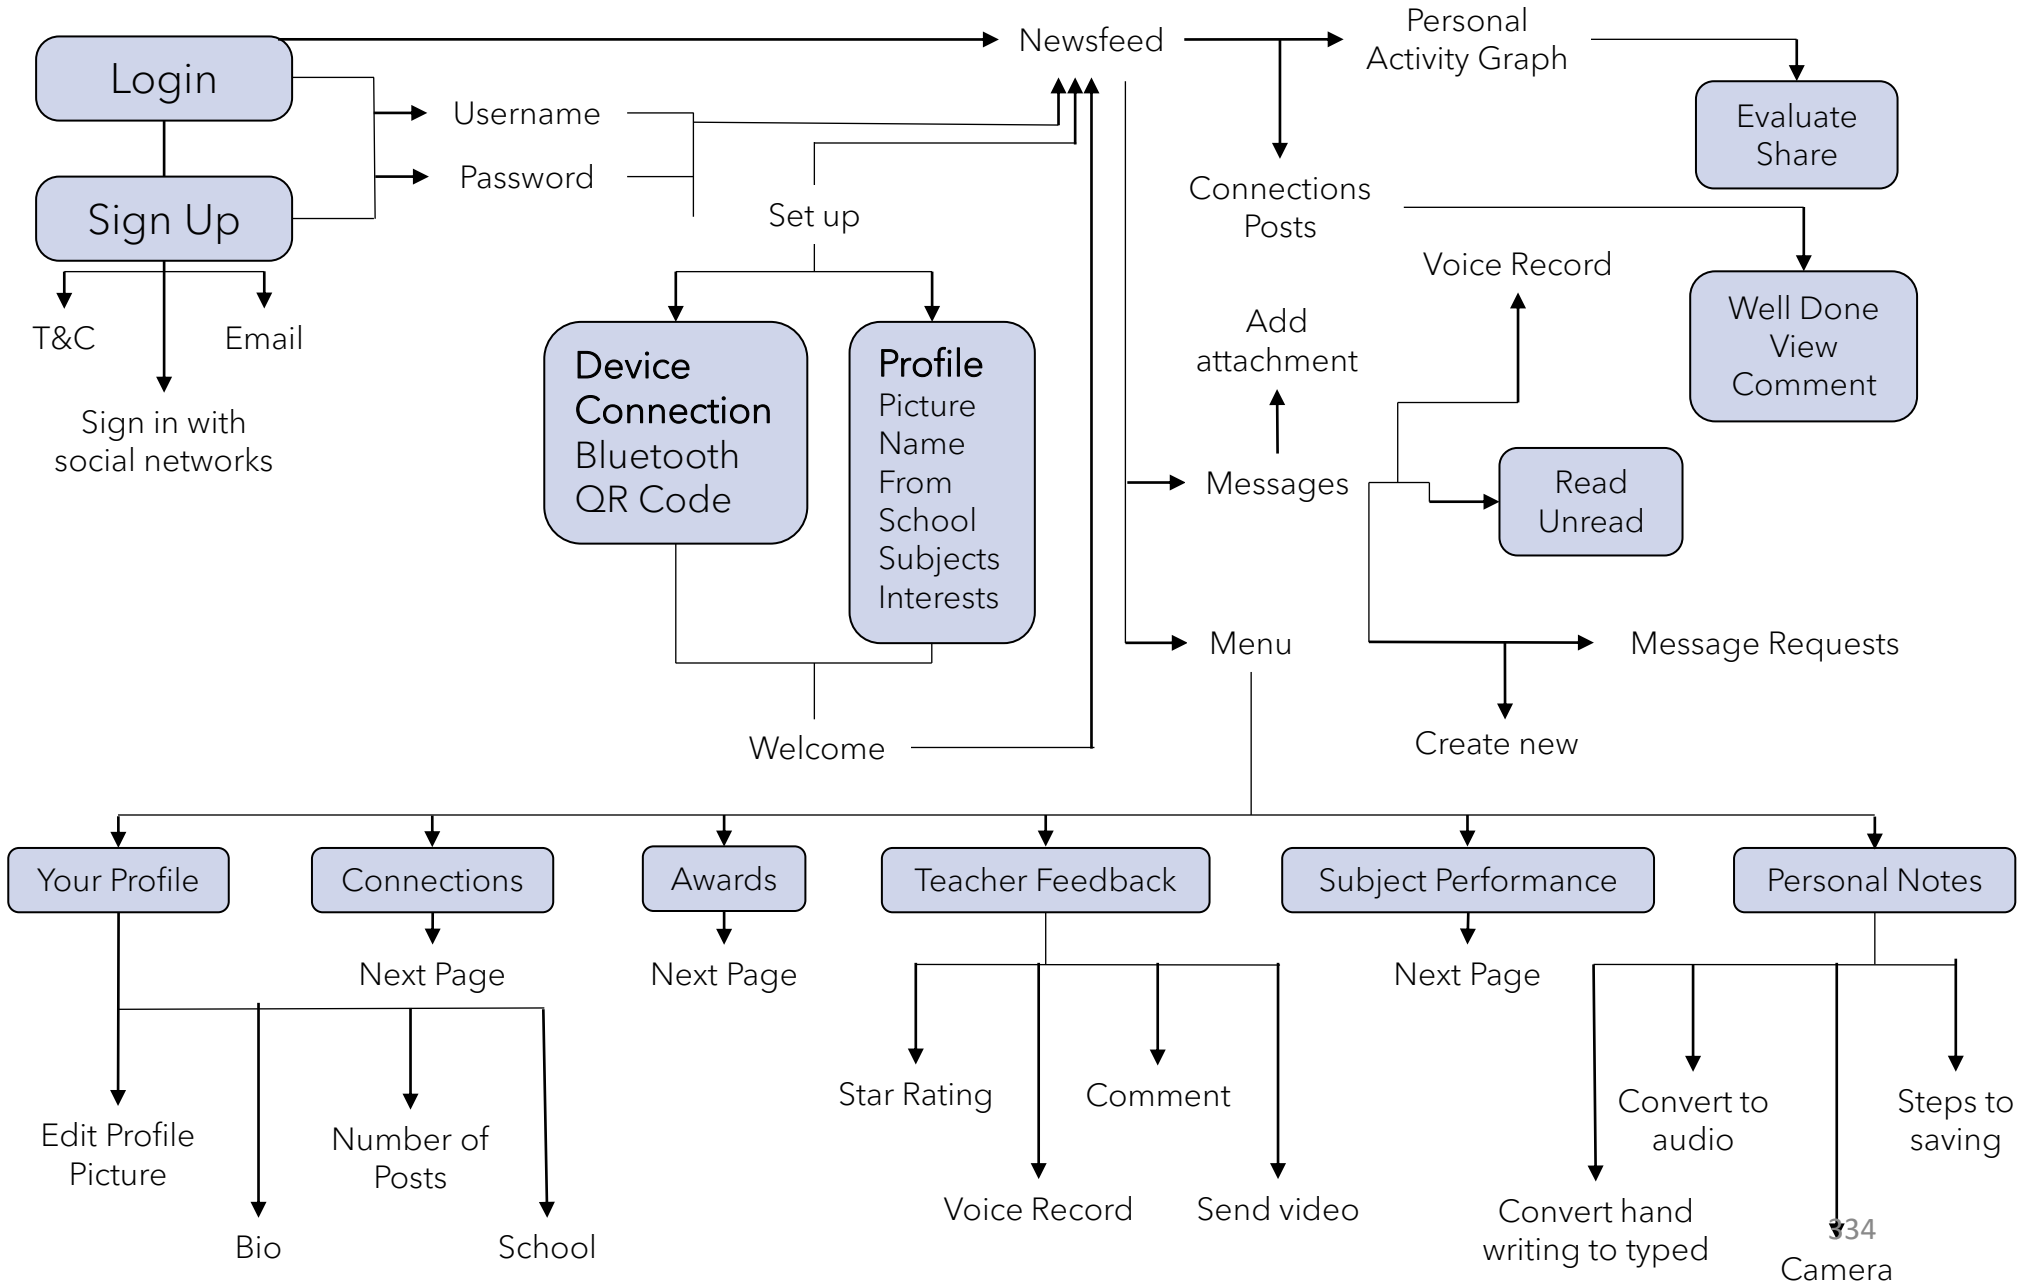 Login
Sign Up
T&C
Email
Sign in with
social networks
Username
Password
Set up
Device
Connection
Bluetooth
QR Code
Profile
Picture
Name
From
School
Subjects
Interests
Welcome
Newsfeed
Personal
Activity Graph
Evaluate
Share
Connections
Posts
Well Done
View
Comment
Voice Record
Add
attachment
Messages
Read
Unread
Message Requests
Create new
Menu
Your Profile
Connections
Awards
Teacher Feedback
Subject Performance
Personal Notes
Next Page
Next Page
Next Page
Edit Profile
Picture
Bio
Number of
Posts
School
Star Rating
Voice Record
Comment
Send video
Convert hand
writing to typed
Convert to
audio
Camera
Steps to
saving
334